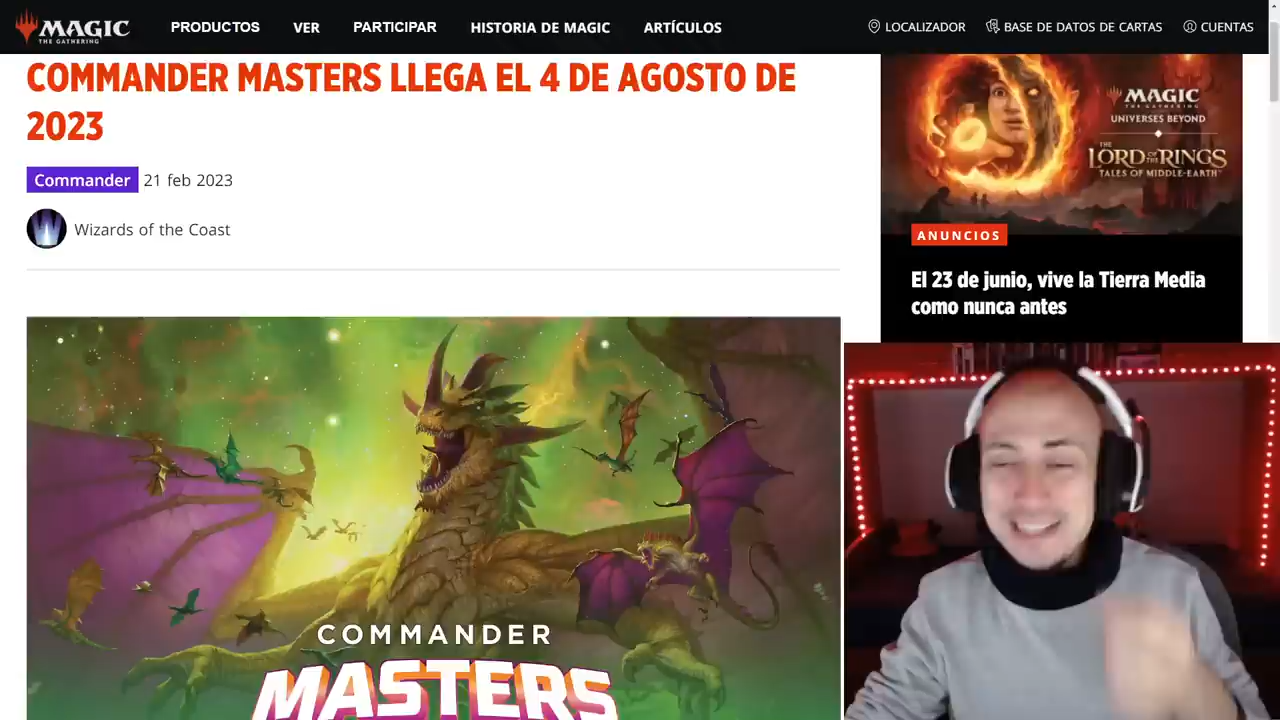 MAGIC
THE GATHERING
PRODUCTOS
VER
PARTICIPAR
HISTORIA DE MAGIC
ARTÍCULOS
LOCALIZADOR
BASE DE DATOS DE CARTAS
CUENTAS
COMMANDER MASTERS LLEGA EL 4 DE AGOSTO DE
2023
Commander 21 feb 2023
Wizards of the Coast
COMMANDER
MASTERS
MAGIC
THE GATHERING
UNIVERSES BEYOND
THE
LORD OF THE RINGS
TALES OF MIDDLE-EARTH™
ANUNCIOS
El 23 de junio, vive la Tierra Media
como nunca antes